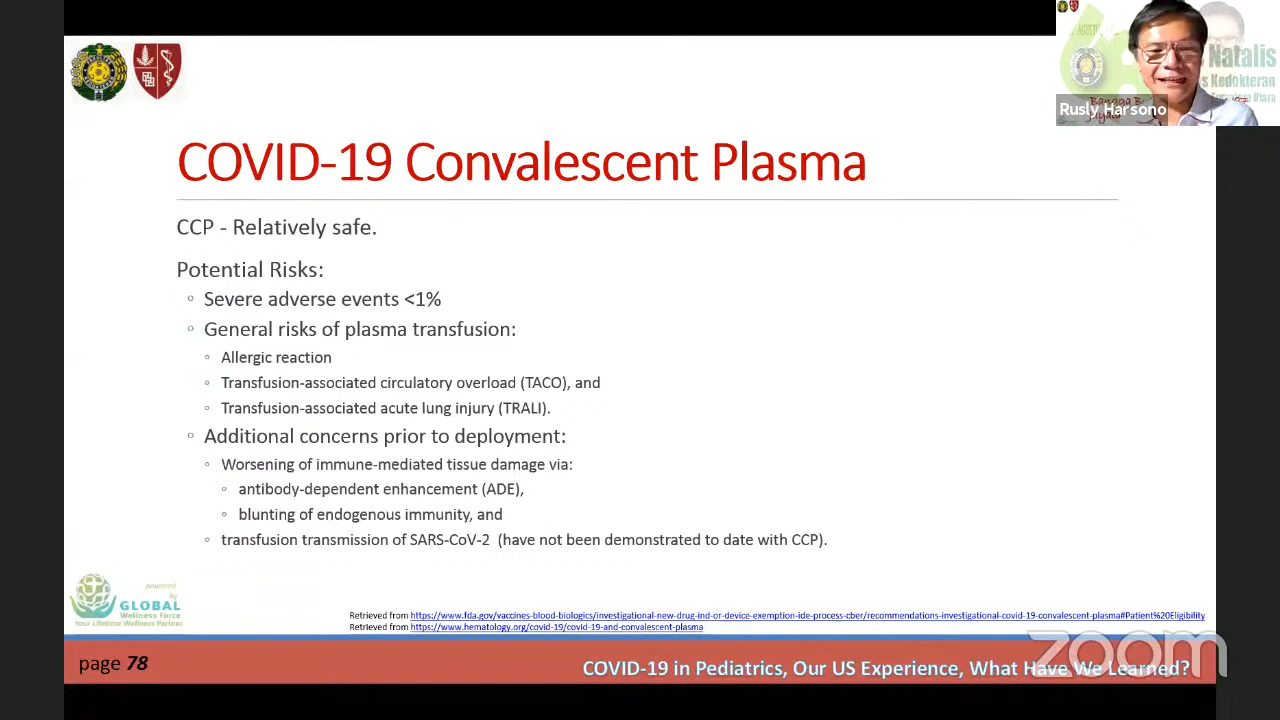 Natalis
s Kedokteran
Rusly Harsono
COVID-19 Convalescent Plasma
CCP - Relatively safe.
Potential Risks:
Severe adverse events <1%
General risks of plasma transfusion:
Allergic reaction
Transfusion-associated circulatory overload (TACO), and
Transfusion-associated acute lung injury (TRALI).
Additional concerns prior to deployment:
Worsening of immune-mediated tissue damage via:
antibody-dependent enhancement (ADE),
blunting of endogenous immunity, and
transfusion transmission of SARS-CoV-2 (have not been demonstrated to date with CCP).
powered
by
GLOBAL
Wellness Force
Your Lifetime Wellness Partner
Retrieved from https://www.fda.gov/vaccines-blood-biologics/investigational-new-drug-ind-or-device-exemption-ide-process-cber/recommendations-investigational-covid-19-convalescent-plasma#Patient%20Eligibility
Retrieved from https://www.hematology.org/covid-19/covid-19-and-convalescent-plasma
page 78
COVID-19 in Pediatrics, Our US Experience, What Have We Learned?
zoom